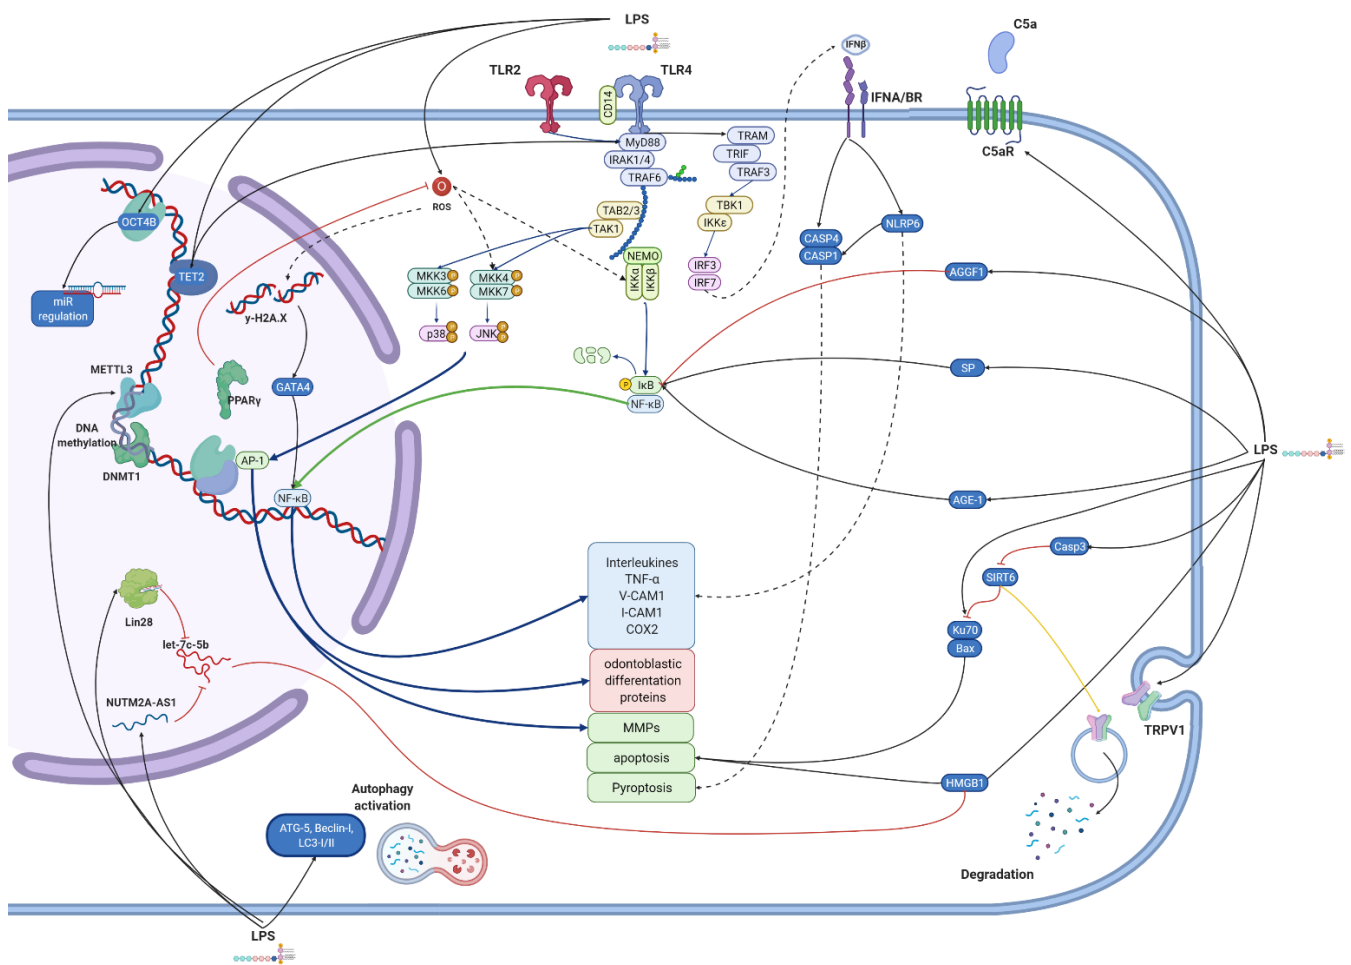 LPS
C5a
IFNβ
TLR2
TLR4
CD14
IFNA/BR
C5aR
MyD88
TRAM
IRAK1/4
TRIF
TRAF6
TRAF3
O
ROS
TAB2/3
TAK1
TBK1
IKKε
OCT4B
NLRP6
CASP4
CASP1
NEMO
IKKα
IKKβ
IRF3
IRF7
TET2
MKK3
P
MKK6
P
MKK4
P
MKK7
P
AGGF1
miR
regulation
y-H2A.X
p38
P
P
JNK
P
P
METTL3
PPARγ
GATA4
P
IκB
NF-κB
SP
DNA
methylation
DNMT1
AP-1
NF-κB
LPS
AGE-1
Casp3
SIRT6
Interleukines
TNF-α
V-CAM1
I-CAM1
COX2
Ku70
Bax
Lin28
let-7c-5b
odontoblastic
differentation
proteins
NUTM2A-AS1
MMPs
TRPV1
apoptosis
Pyroptosis
HMGB1
Autophagy
activation
ATG-5, Beclin-I,
LC3-I/II
Degradation
LPS